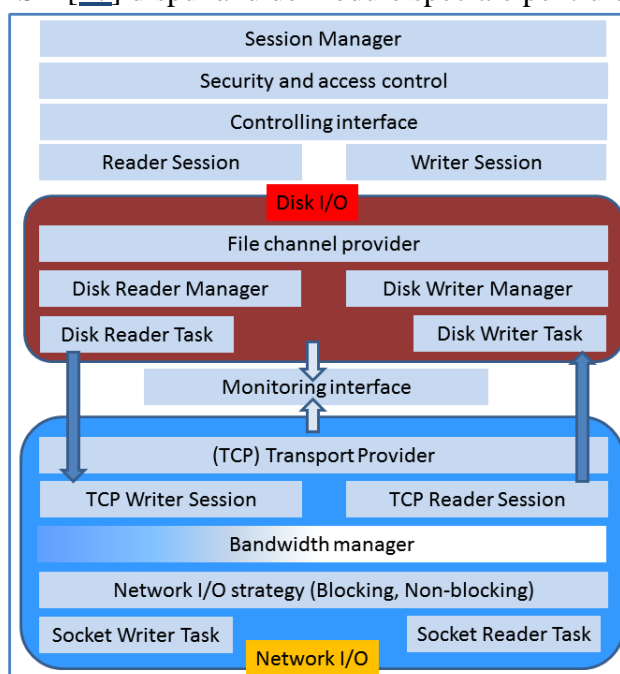 Session Manager
Security and access control
Controlling interface
Reader Session Writer Session
Disk I/O
File channel provider
Disk Reader Manager Disk Writer Manager
Disk Reader Task Disk Writer Task
Monitoring interface
(TCP) Transport Provider
TCP Writer Session TCP Reader Session
Bandwidth manager
Network I/O strategy (Blocking, Non-blocking)
Socket Writer Task Socket Reader Task
Network I/O